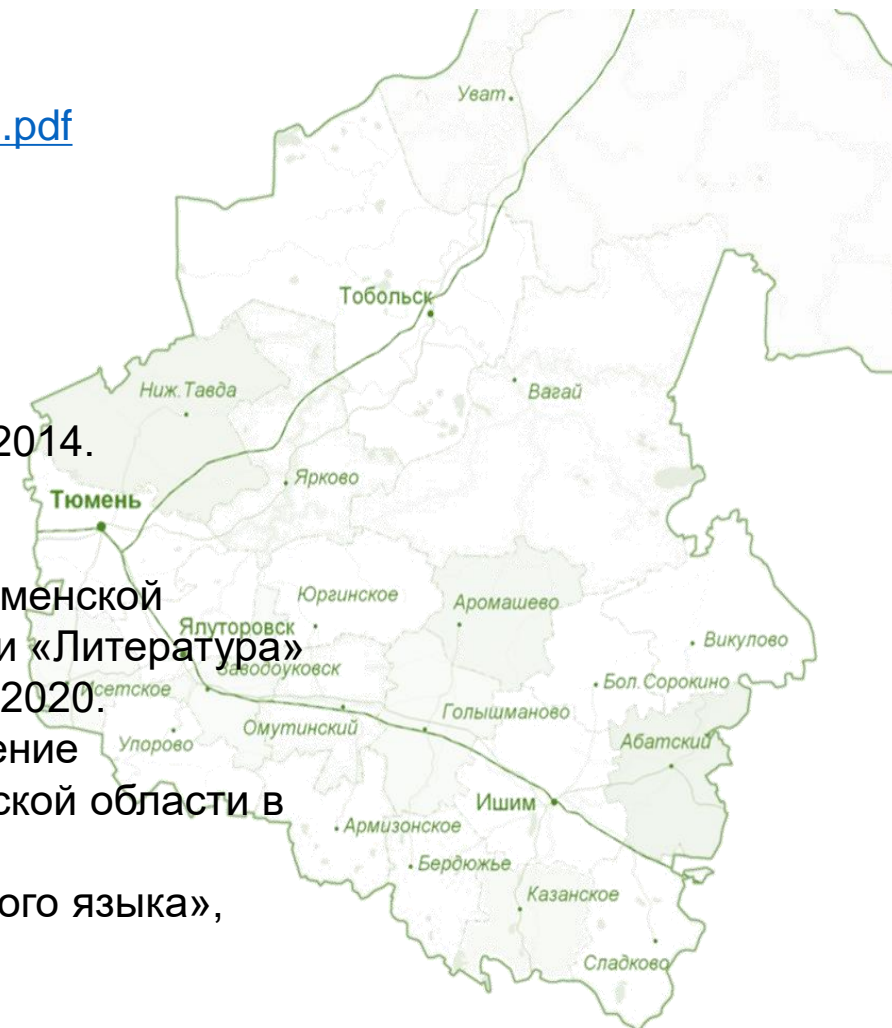 .pdf
Уват
Тобольск
Ниж.Тавда
Вагай
2014.
Ярково
Тюмень
Юргинское
менской
Аромашево
Ялуторовск
и «Литература»
Викулово
Заводоуковск
Исетское
Бол.Сорокино
2020.
Голышманово
Омутинский
ение
Упорово
Абатский
ской области в
Ишим
Армизонское
Бердюжье
Казанское
ого языка»,
Сладково